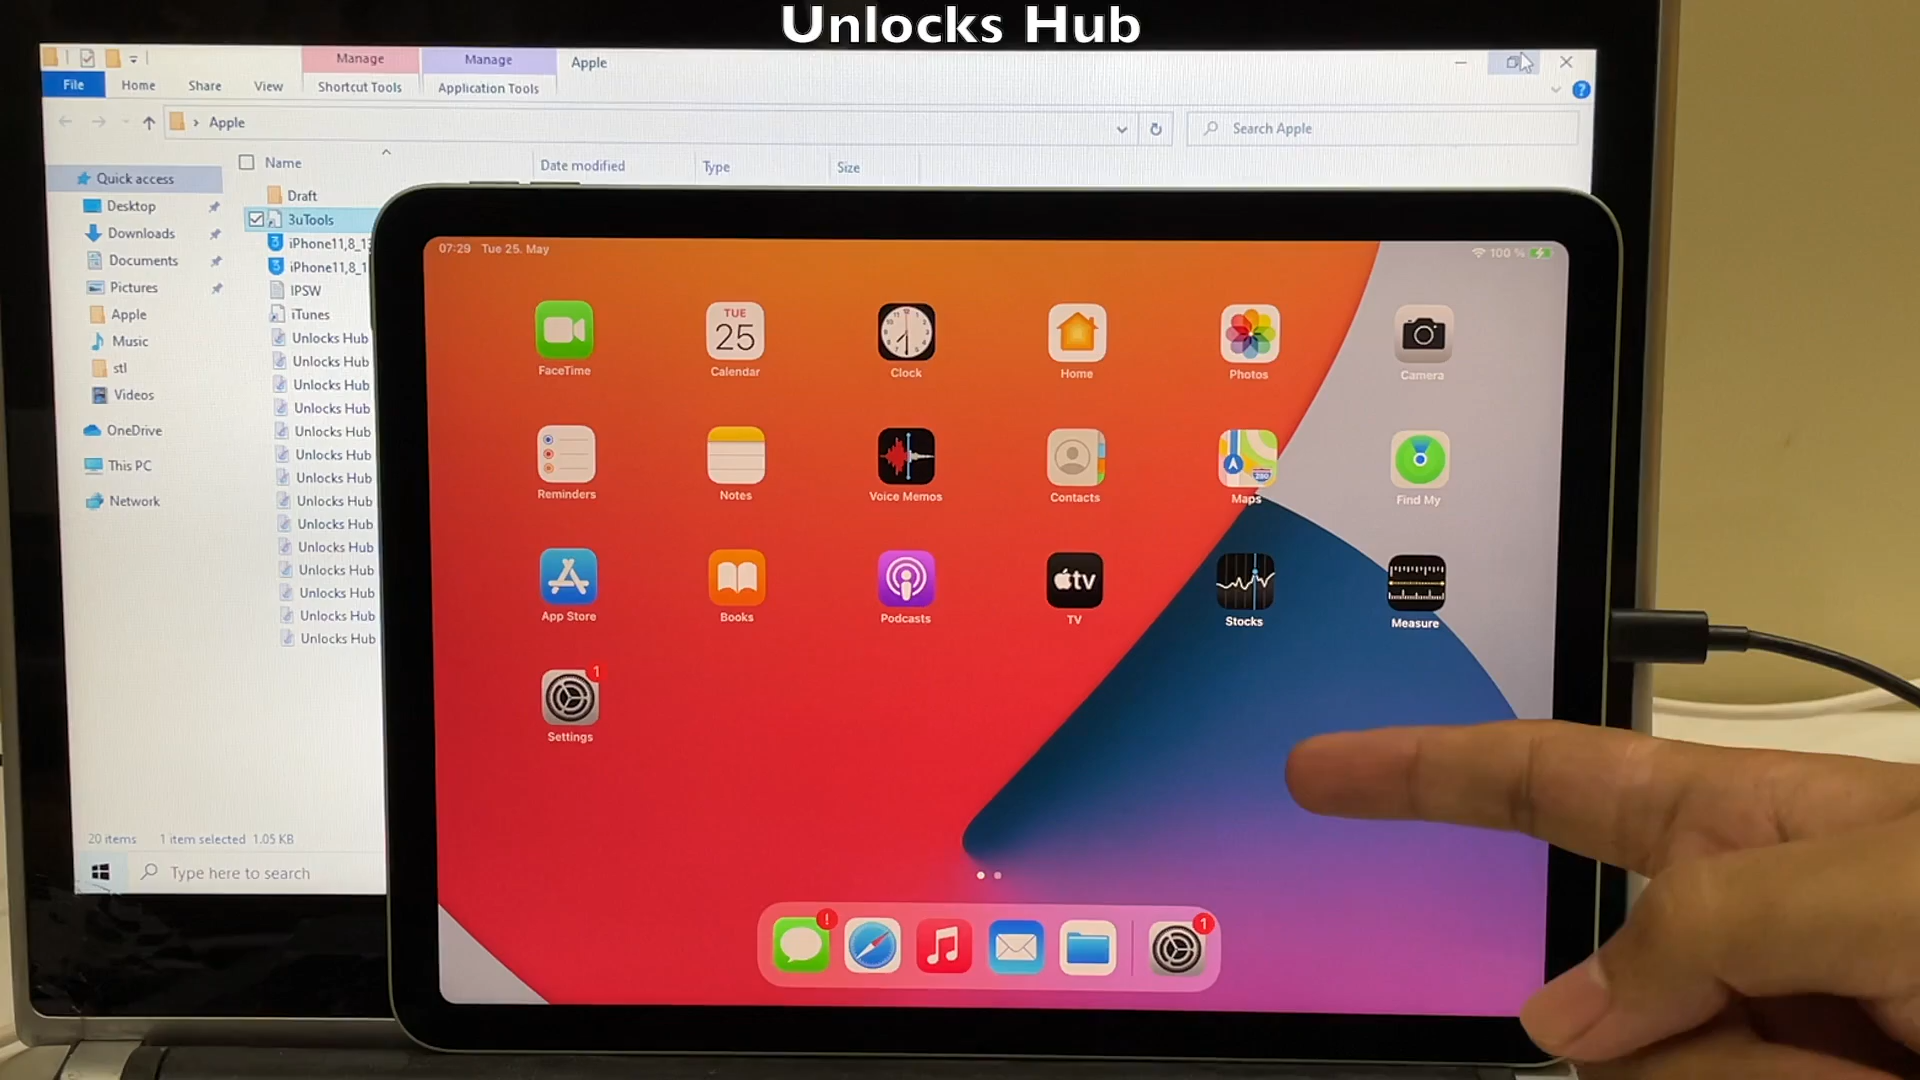 Unlocks Hub
Manage Manage Apple
File Home Share View Shortcut Tools Application Tools
Apple Search Apple
Name Date modified Type Size
Quick access
Desktop
Downloads
Documents
Pictures
Apple
Music
stl
Videos
OneDrive
This PC
Network
Draft
3uTools
iPhone11,8_13
iPhone11,8_1
IPSW
iTunes
Unlocks Hub
Unlocks Hub
Unlocks Hub
Unlocks Hub
Unlocks Hub
Unlocks Hub
Unlocks Hub
Unlocks Hub
Unlocks Hub
Unlocks Hub
Unlocks Hub
Unlocks Hub
Unlocks Hub
Unlocks Hub
20 items 1 item selected 1.05 KB
Type here to search
07:29 Tue 25. May 100 %
TUE
25
FaceTime Calendar Clock Home Photos Camera
280
Reminders Notes Voice Memos Contacts Maps Find My
tv
App Store Books Podcasts TV Stocks Measure
1
Settings
! 1